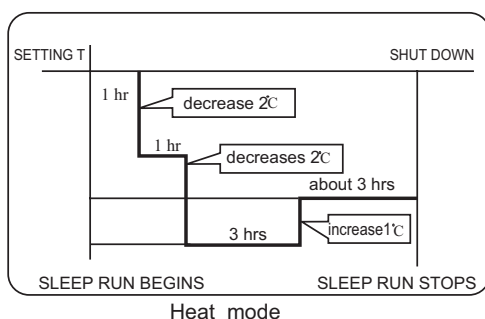 SETTING T
SHUT DOWN
1 hr
decrease 2℃
1 hr
decreases 2℃
about 3 hrs
3 hrs
increase1℃
SLEEP RUN BEGINS
SLEEP RUN STOPS
Heat mode